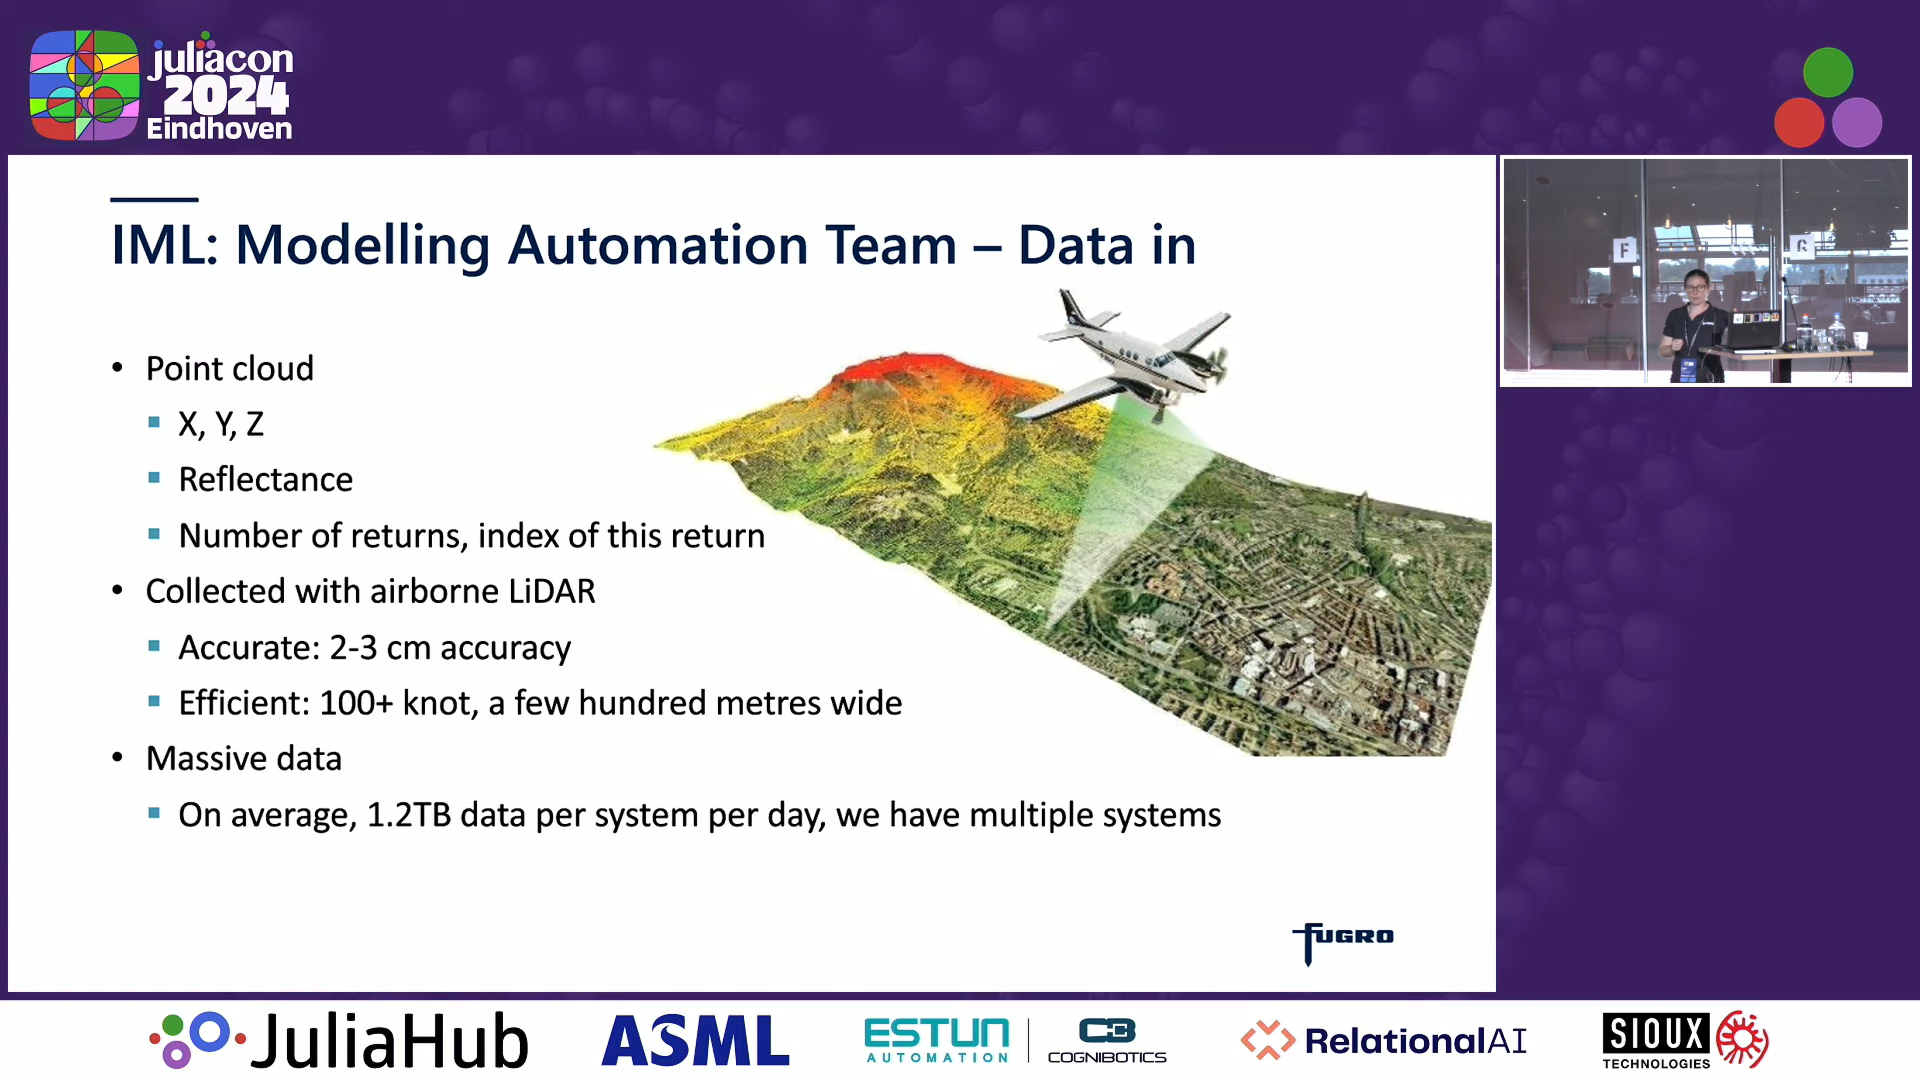 juliacon
2024
Eindhoven
IML: Modelling Automation Team – Data in
• Point cloud
▪ X, Y, Z
▪ Reflectance
▪ Number of returns, index of this return
• Collected with airborne LiDAR
▪ Accurate: 2-3 cm accuracy
▪ Efficient: 100+ knot, a few hundred metres wide
• Massive data
▪ On average, 1.2TB data per system per day, we have multiple systems
FUGRO
F
G
JuliaHub
ASML
ESTUN
AUTOMATION
COGNIBOTICS
RelationalAI
SIOUX
TECHNOLOGIES